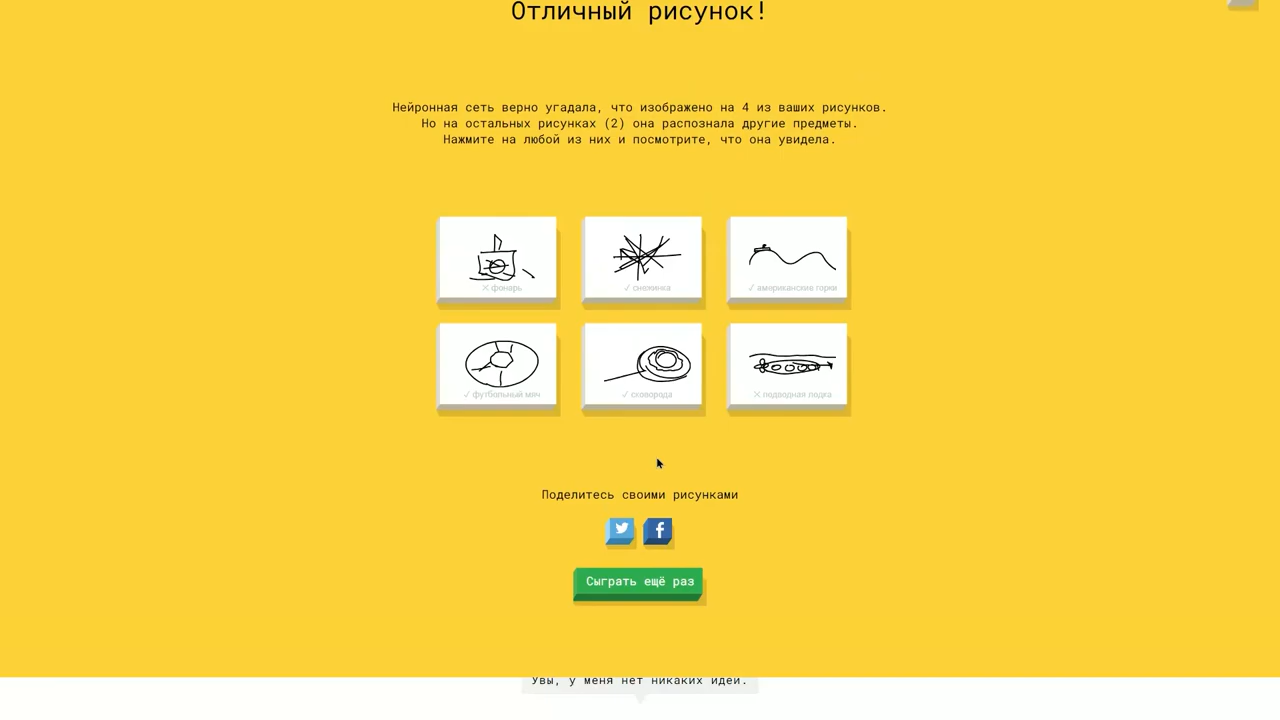 Отличный рисунок!
Нейронная сеть верно угадала, что изображено на 4 из ваших рисунков.
Но на остальных рисунках (2) она распознала другие предметы.
Нажмите на любой из них и посмотрите, что она увидела.
✕ фонарь
✓ снежинка
✓ американские горки
✓ футбольный мяч
✓ сковорода
✕ подводная лодка
Поделитесь своими рисунками
Сыграть ещё раз
Увы, у меня нет никаких идей.